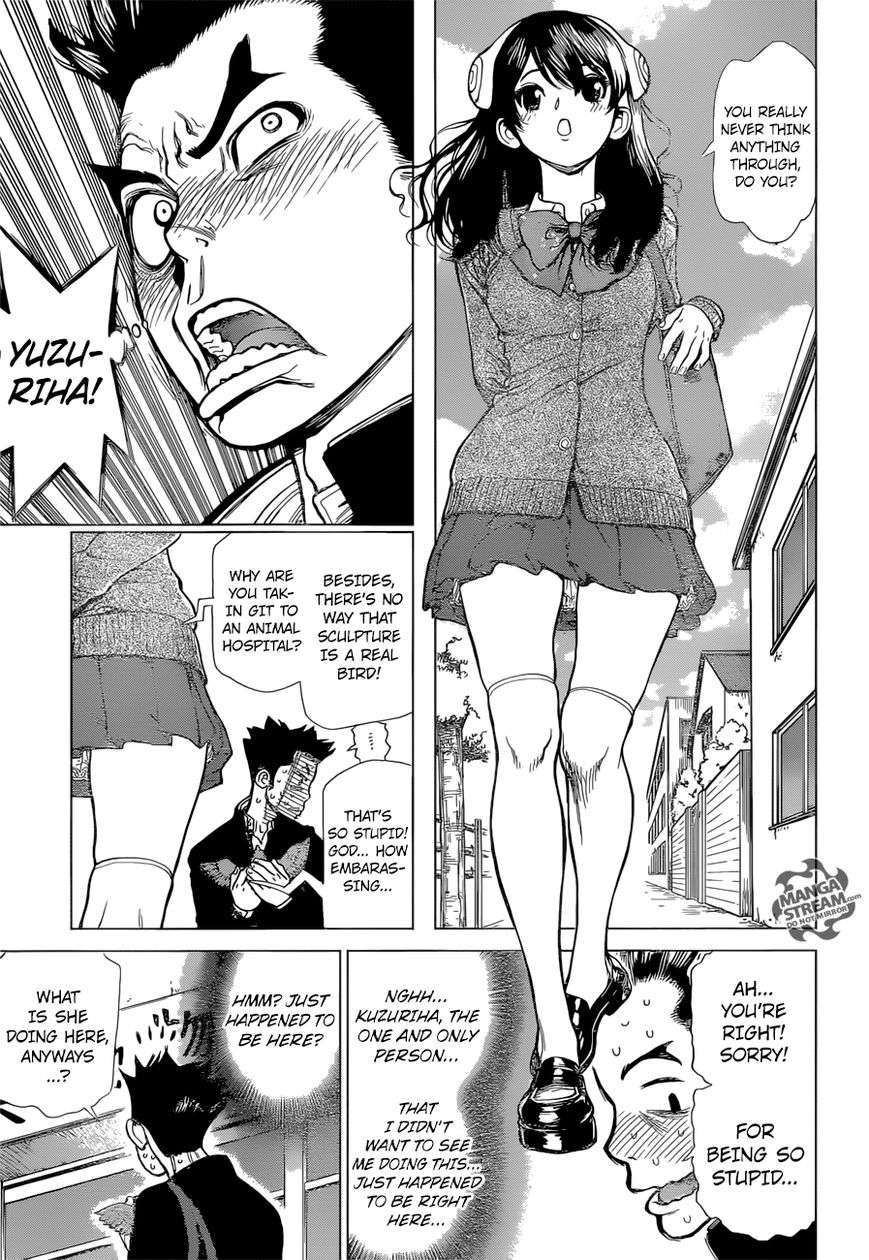 YOU REALLY
NEVER THINK
ANYTHING
THROUGH,
DO YOU?
YUZU-
RIHA!
BESIDES,
THERE'S NO
WAY THAT
SCULPTURE
IS A REAL
BIRD!
WHY ARE
YOU TAK-
IN GIT TO
AN ANIMAL
HOSPITAL?
...
THAT'S
SO STUPID!
GOD... HOW
EMBARAS-
SING...
MANGA
STREAM.com
DO NOT MIRROR
AH...
YOU'RE
RIGHT!
SORRY!
FOR
BEING SO
STUPID...
NGHH...
KUZURIHA, THE
ONE AND ONLY
PERSON...
THAT
I DIDN'T
WANT TO SEE
ME DOING THIS...
JUST HAPPENED
TO BE RIGHT
HERE...
HMM? JUST
HAPPENED TO
BE HERE?
WHAT
IS SHE
DOING HERE,
ANYWAYS
...?